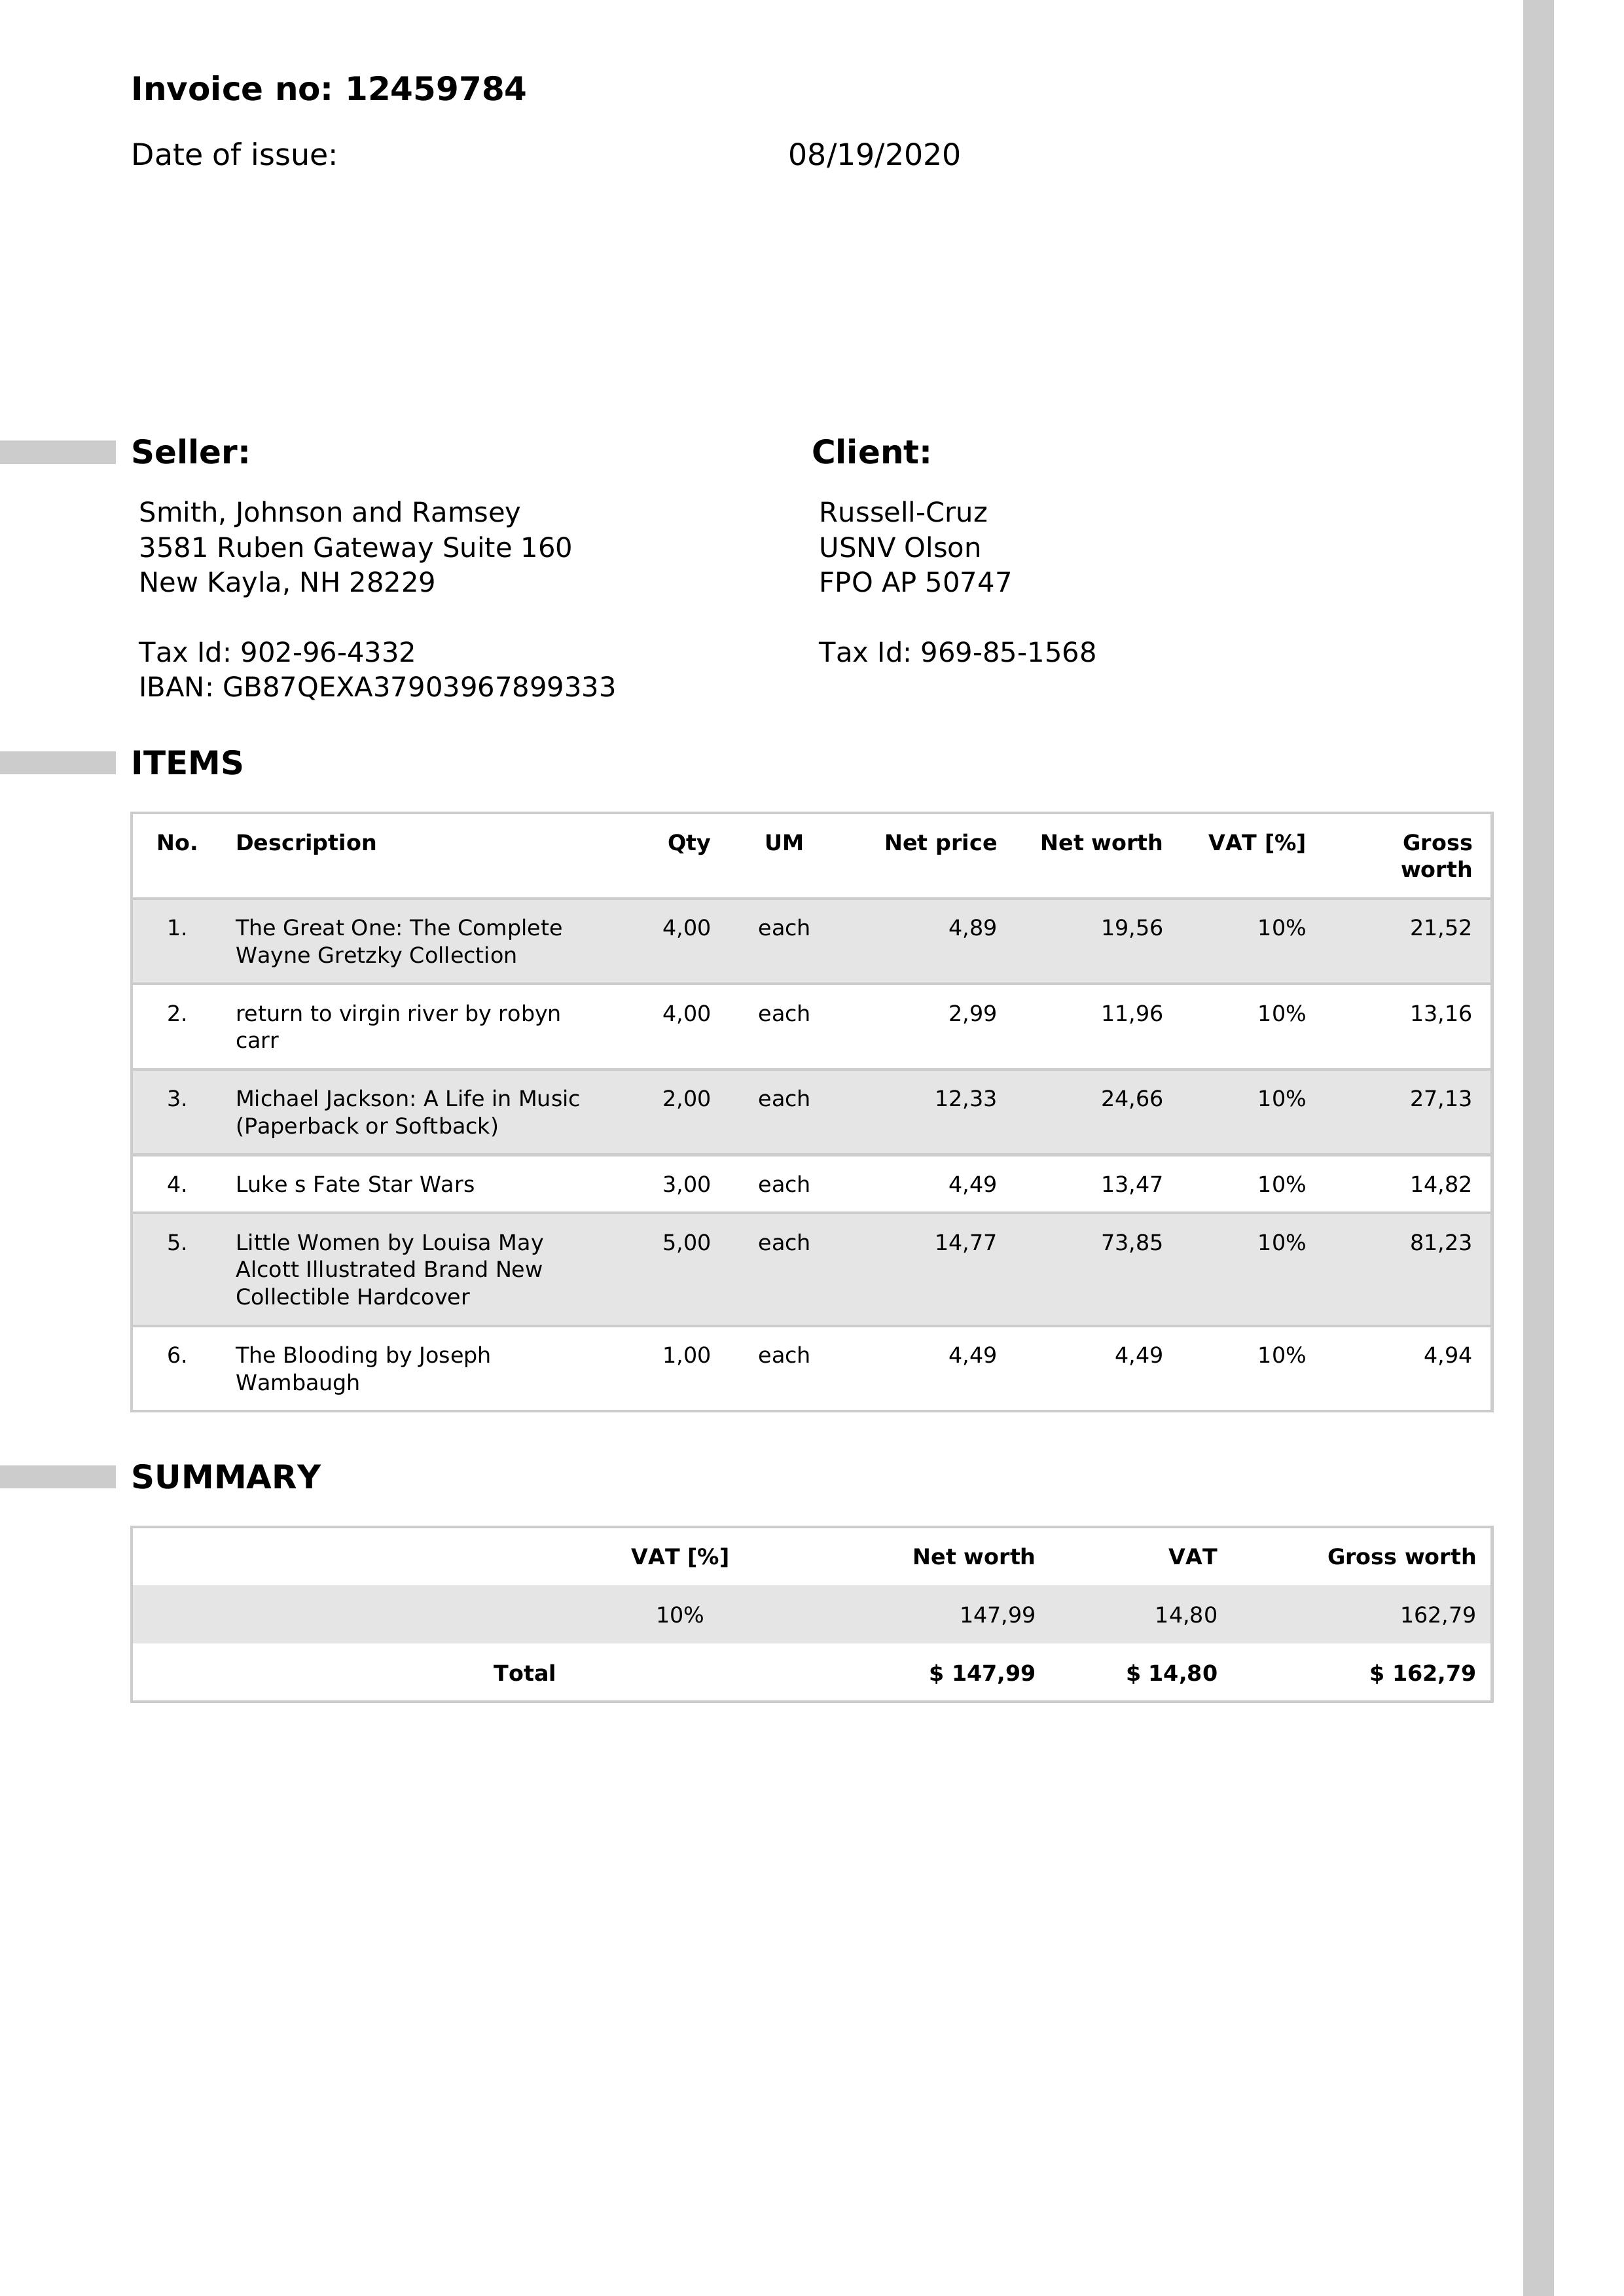 Invoice no: 12459784
Date of issue: 08/19/2020
Seller:
Smith, Johnson and Ramsey
3581 Ruben Gateway Suite 160
New Kayla, NH 28229
Tax Id: 902-96-4332
IBAN: GB87QEXA37903967899333
Client:
Russell-Cruz
USNV Olson
FPO AP 50747
Tax Id: 969-85-1568
ITEMS
No. Description Qty UM Net price Net worth VAT [%] Gross
worth
1. The Great One: The Complete 4,00 each 4,89 19,56 10% 21,52
Wayne Gretzky Collection
2. return to virgin river by robyn 4,00 each 2,99 11,96 10% 13,16
carr
3. Michael Jackson: A Life in Music 2,00 each 12,33 24,66 10% 27,13
(Paperback or Softback)
4. Luke s Fate Star Wars 3,00 each 4,49 13,47 10% 14,82
5. Little Women by Louisa May 5,00 each 14,77 73,85 10% 81,23
Alcott Illustrated Brand New
Collectible Hardcover
6. The Blooding by Joseph 1,00 each 4,49 4,49 10% 4,94
Wambaugh
SUMMARY
VAT [%] Net worth VAT Gross worth
10% 147,99 14,80 162,79
Total $ 147,99 $ 14,80 $ 162,79